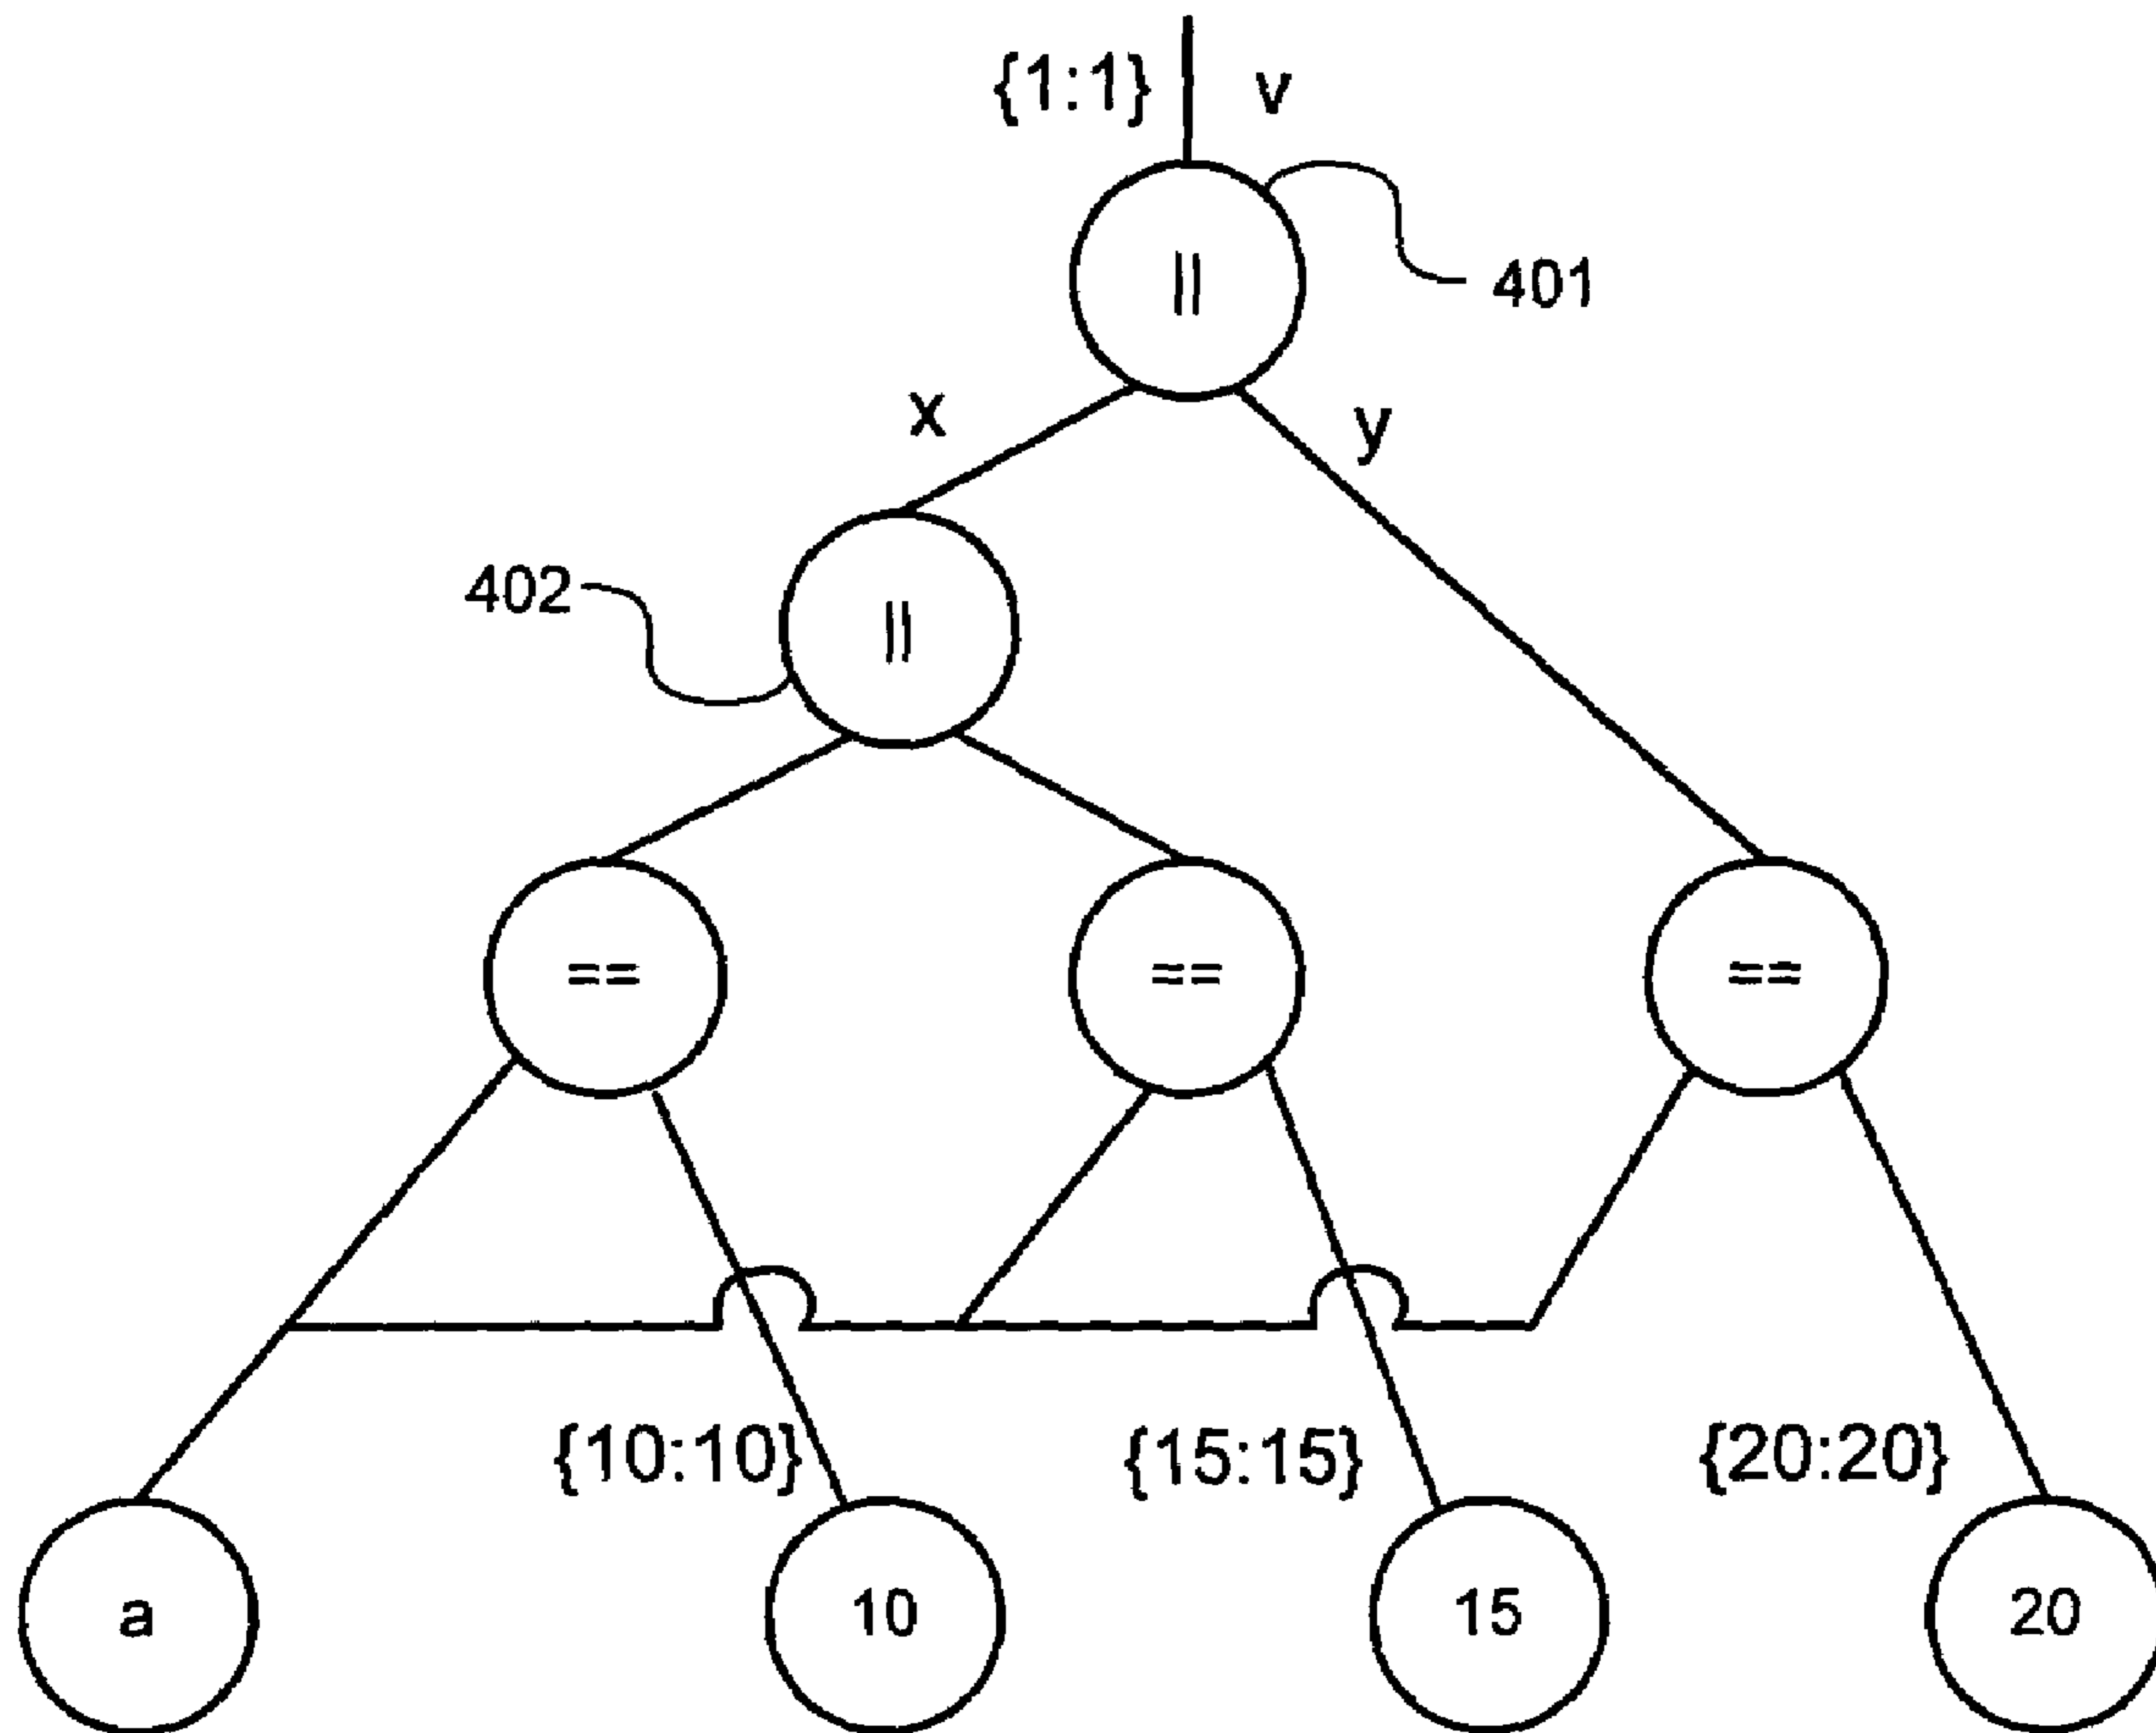 {1:1} v
||
401
x y
402
||
== == ==
{10:10} {15:15} {20:20}
a 10 15 20